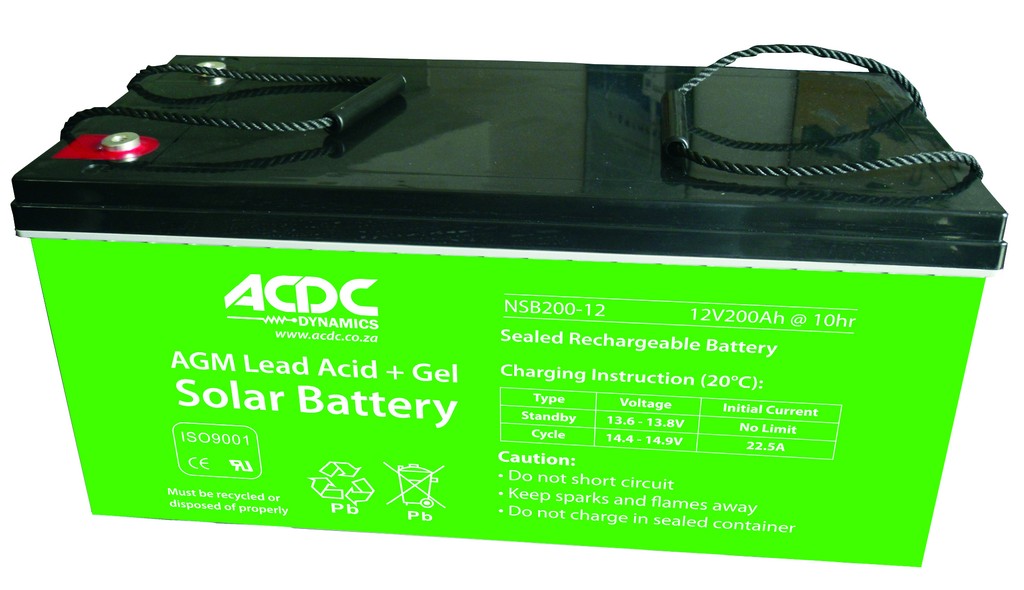 ACDC
DYNAMICS
www.acdc.co.za
AGM Lead Acid + Gel
Solar Battery
ISO9001
CE RU
Must be recycled or
disposed of properly
Pb
Pb
NSB200-12 12V200Ah @ 10hr
Sealed Rechargeable Battery
Charging Instruction (20°C):
Type Voltage Initial Current
Standby 13.6 - 13.8V No Limit
Cycle 14.4 - 14.9V 22.5A
Caution:
• Do not short circuit
• Keep sparks and flames away
• Do not charge in sealed container